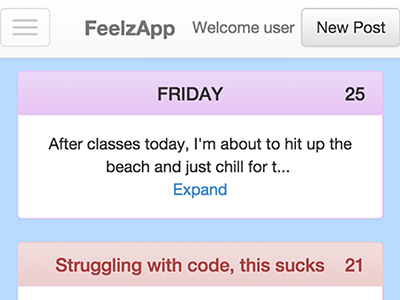 FeelzApp Welcome user New Post
FRIDAY 25
After classes today, I'm about to hit up the
beach and just chill for t...
Expand
Struggling with code, this sucks 21